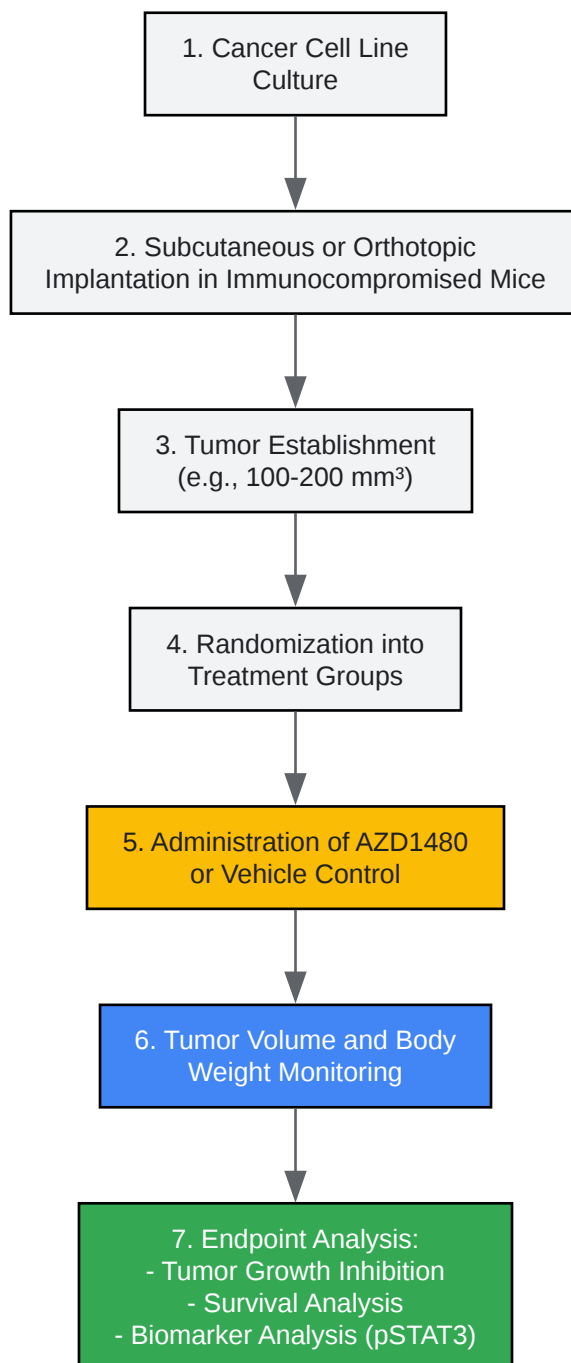 1. Cancer Cell Line
Culture
2. Subcutaneous or Orthotopic
Implantation in Immunocompromised Mice
3. Tumor Establishment
(e.g., 100-200 mm³)
4. Randomization into
Treatment Groups
5. Administration of AZD1480
or Vehicle Control
6. Tumor Volume and Body
Weight Monitoring
7. Endpoint Analysis:
- Tumor Growth Inhibition
- Survival Analysis
- Biomarker Analysis (pSTAT3)